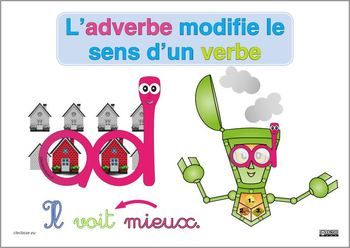 L'adverbe modifie le
sens d'un verbe
ad
Il voit mieux.